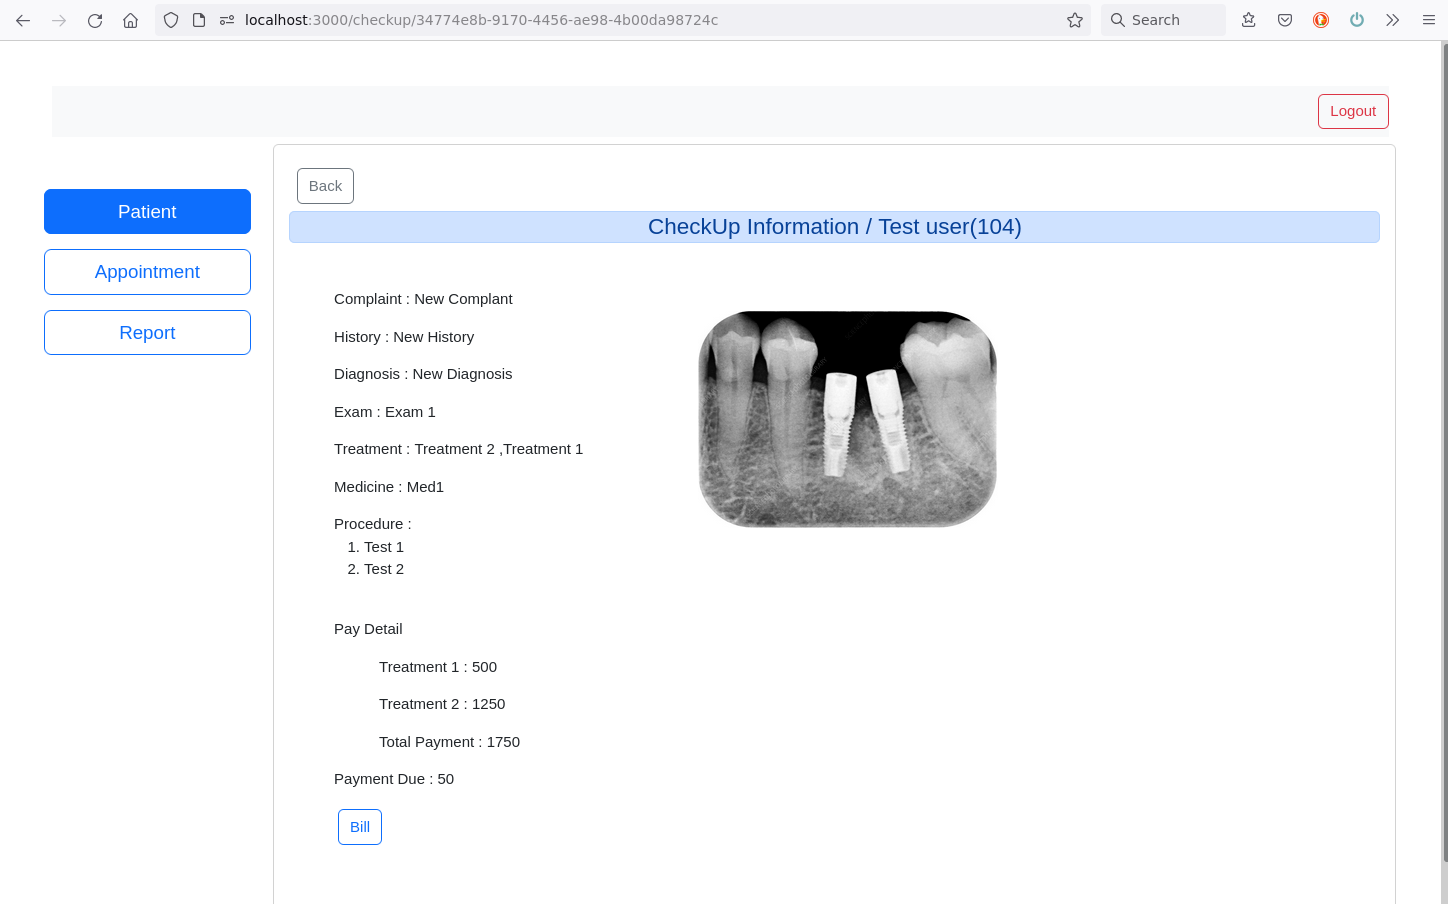 localhost:3000/checkup/34774e8b-9170-4456-ae98-4b00da98724c
Search
Logout
Patient
Appointment
Report
Back
CheckUp Information / Test user(104)
Complaint : New Complant
History : New History
Diagnosis : New Diagnosis
Exam : Exam 1
Treatment : Treatment 2 ,Treatment 1
Medicine : Med1
Procedure :
1. Test 1
2. Test 2
Pay Detail
Treatment 1 : 500
Treatment 2 : 1250
Total Payment : 1750
Payment Due : 50
Bill